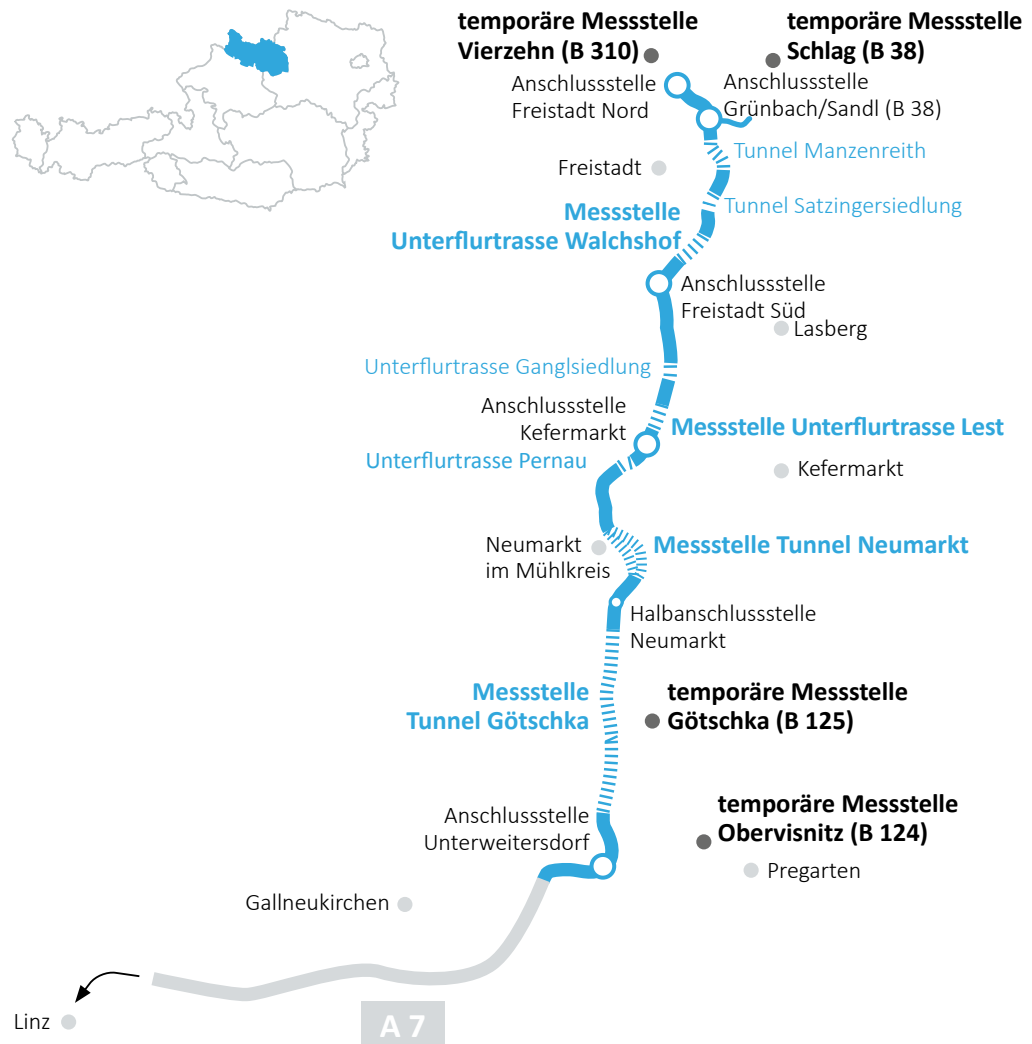 temporäre Messstelle
Vierzehn (B 310)
temporäre Messstelle
Schlag (B 38)
Anschlussstelle
Freistadt Nord
Anschlussstelle
Grünbach/Sandl (B 38)
Tunnel Manzenreith
Freistadt
Tunnel Satzingersiedlung
Messstelle
Unterflurtrasse Walchshof
Anschlussstelle
Freistadt Süd
Lasberg
Unterflurtrasse Ganglsiedlung
Anschlussstelle
Kefermarkt
Messstelle Unterflurtrasse Lest
Unterflurtrasse Pernau
Kefermarkt
Neumarkt
im Mühlkreis
Messstelle Tunnel Neumarkt
Halbanschlussstelle
Neumarkt
Messstelle
Tunnel Götschka
temporäre Messstelle
Götschka (B 125)
temporäre Messstelle
Obervisnitz (B 124)
Anschlussstelle
Unterweitersdorf
Pregarten
Gallneukirchen
Linz
A 7